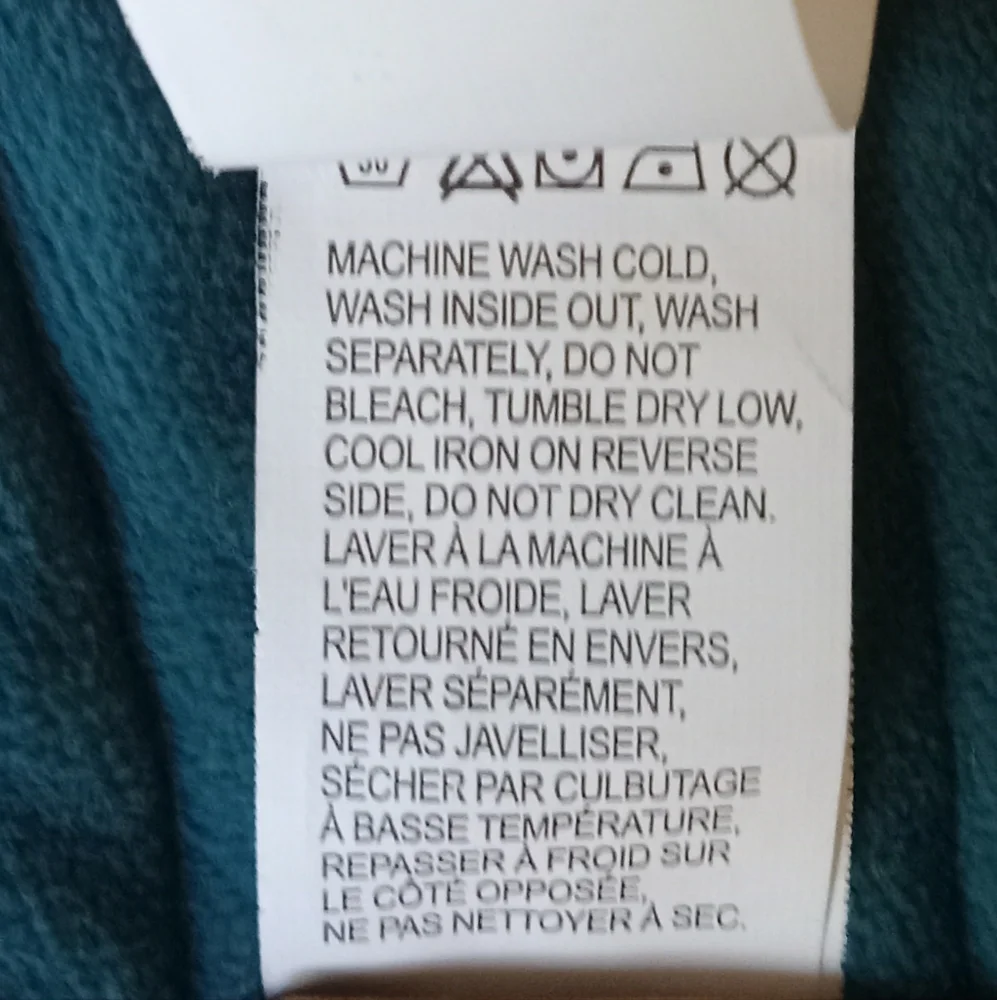 MACHINE WASH COLD,
WASH INSIDE OUT, WASH
SEPARATELY, DO NOT
BLEACH, TUMBLE DRY LOW,
COOL IRON ON REVERSE
SIDE, DO NOT DRY CLEAN.
LAVER À LA MACHINE À
L'EAU FROIDE, LAVER
RETOURNÉ EN ENVERS,
LAVER SÉPARÉMENT,
NE PAS JAVELLISER,
SÉCHER PAR CULBUTAGE
À BASSE TEMPÉRATURE,
REPASSER À FROID SUR
LE CÔTÉ OPPOSÉE,
NE PAS NETTOYER À SEC.